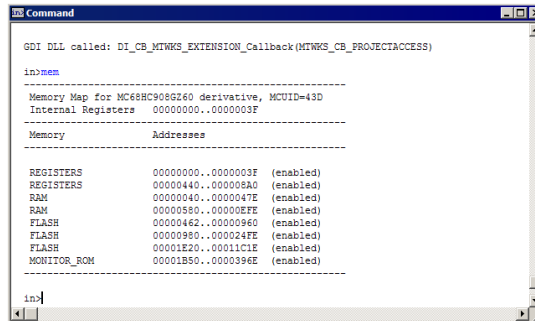 Command
GDI DLL called: DI_CB_MTWKS_EXTENSION_Callback(MTWKS_CB_PROJECTACCESS)
in>mem
------------------------------------------------------
Memory Map for MC68HC908GZ60 derivative, MCUID=43D
Internal Registers 00000000..0000003F
------------------------------------------------------
Memory Addresses
------------------------------------------------------
REGISTERS 00000000..0000003F (enabled)
REGISTERS 00000440..000008A0 (enabled)
RAM 00000040..0000047E (enabled)
RAM 00000580..00000EFE (enabled)
FLASH 00000462..00000960 (enabled)
FLASH 00000980..000024FE (enabled)
FLASH 00001E20..00011C1E (enabled)
MONITOR_ROM 00001B50..0000396E (enabled)
------------------------------------------------------
in>